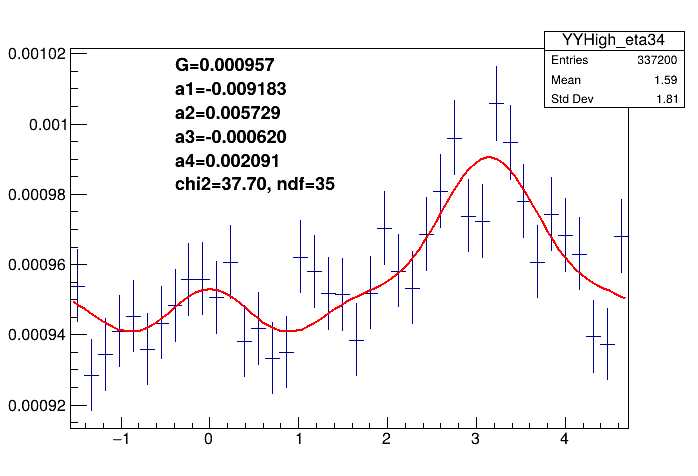 YYHigh_eta34
Entries 337200
Mean 1.59
Std Dev 1.81
G=0.000957
a1=-0.009183
a2=0.005729
a3=-0.000620
a4=0.002091
chi2=37.70, ndf=35
0.00102
0.001
0.00098
0.00096
0.00094
0.00092
−1 0 1 2 3 4